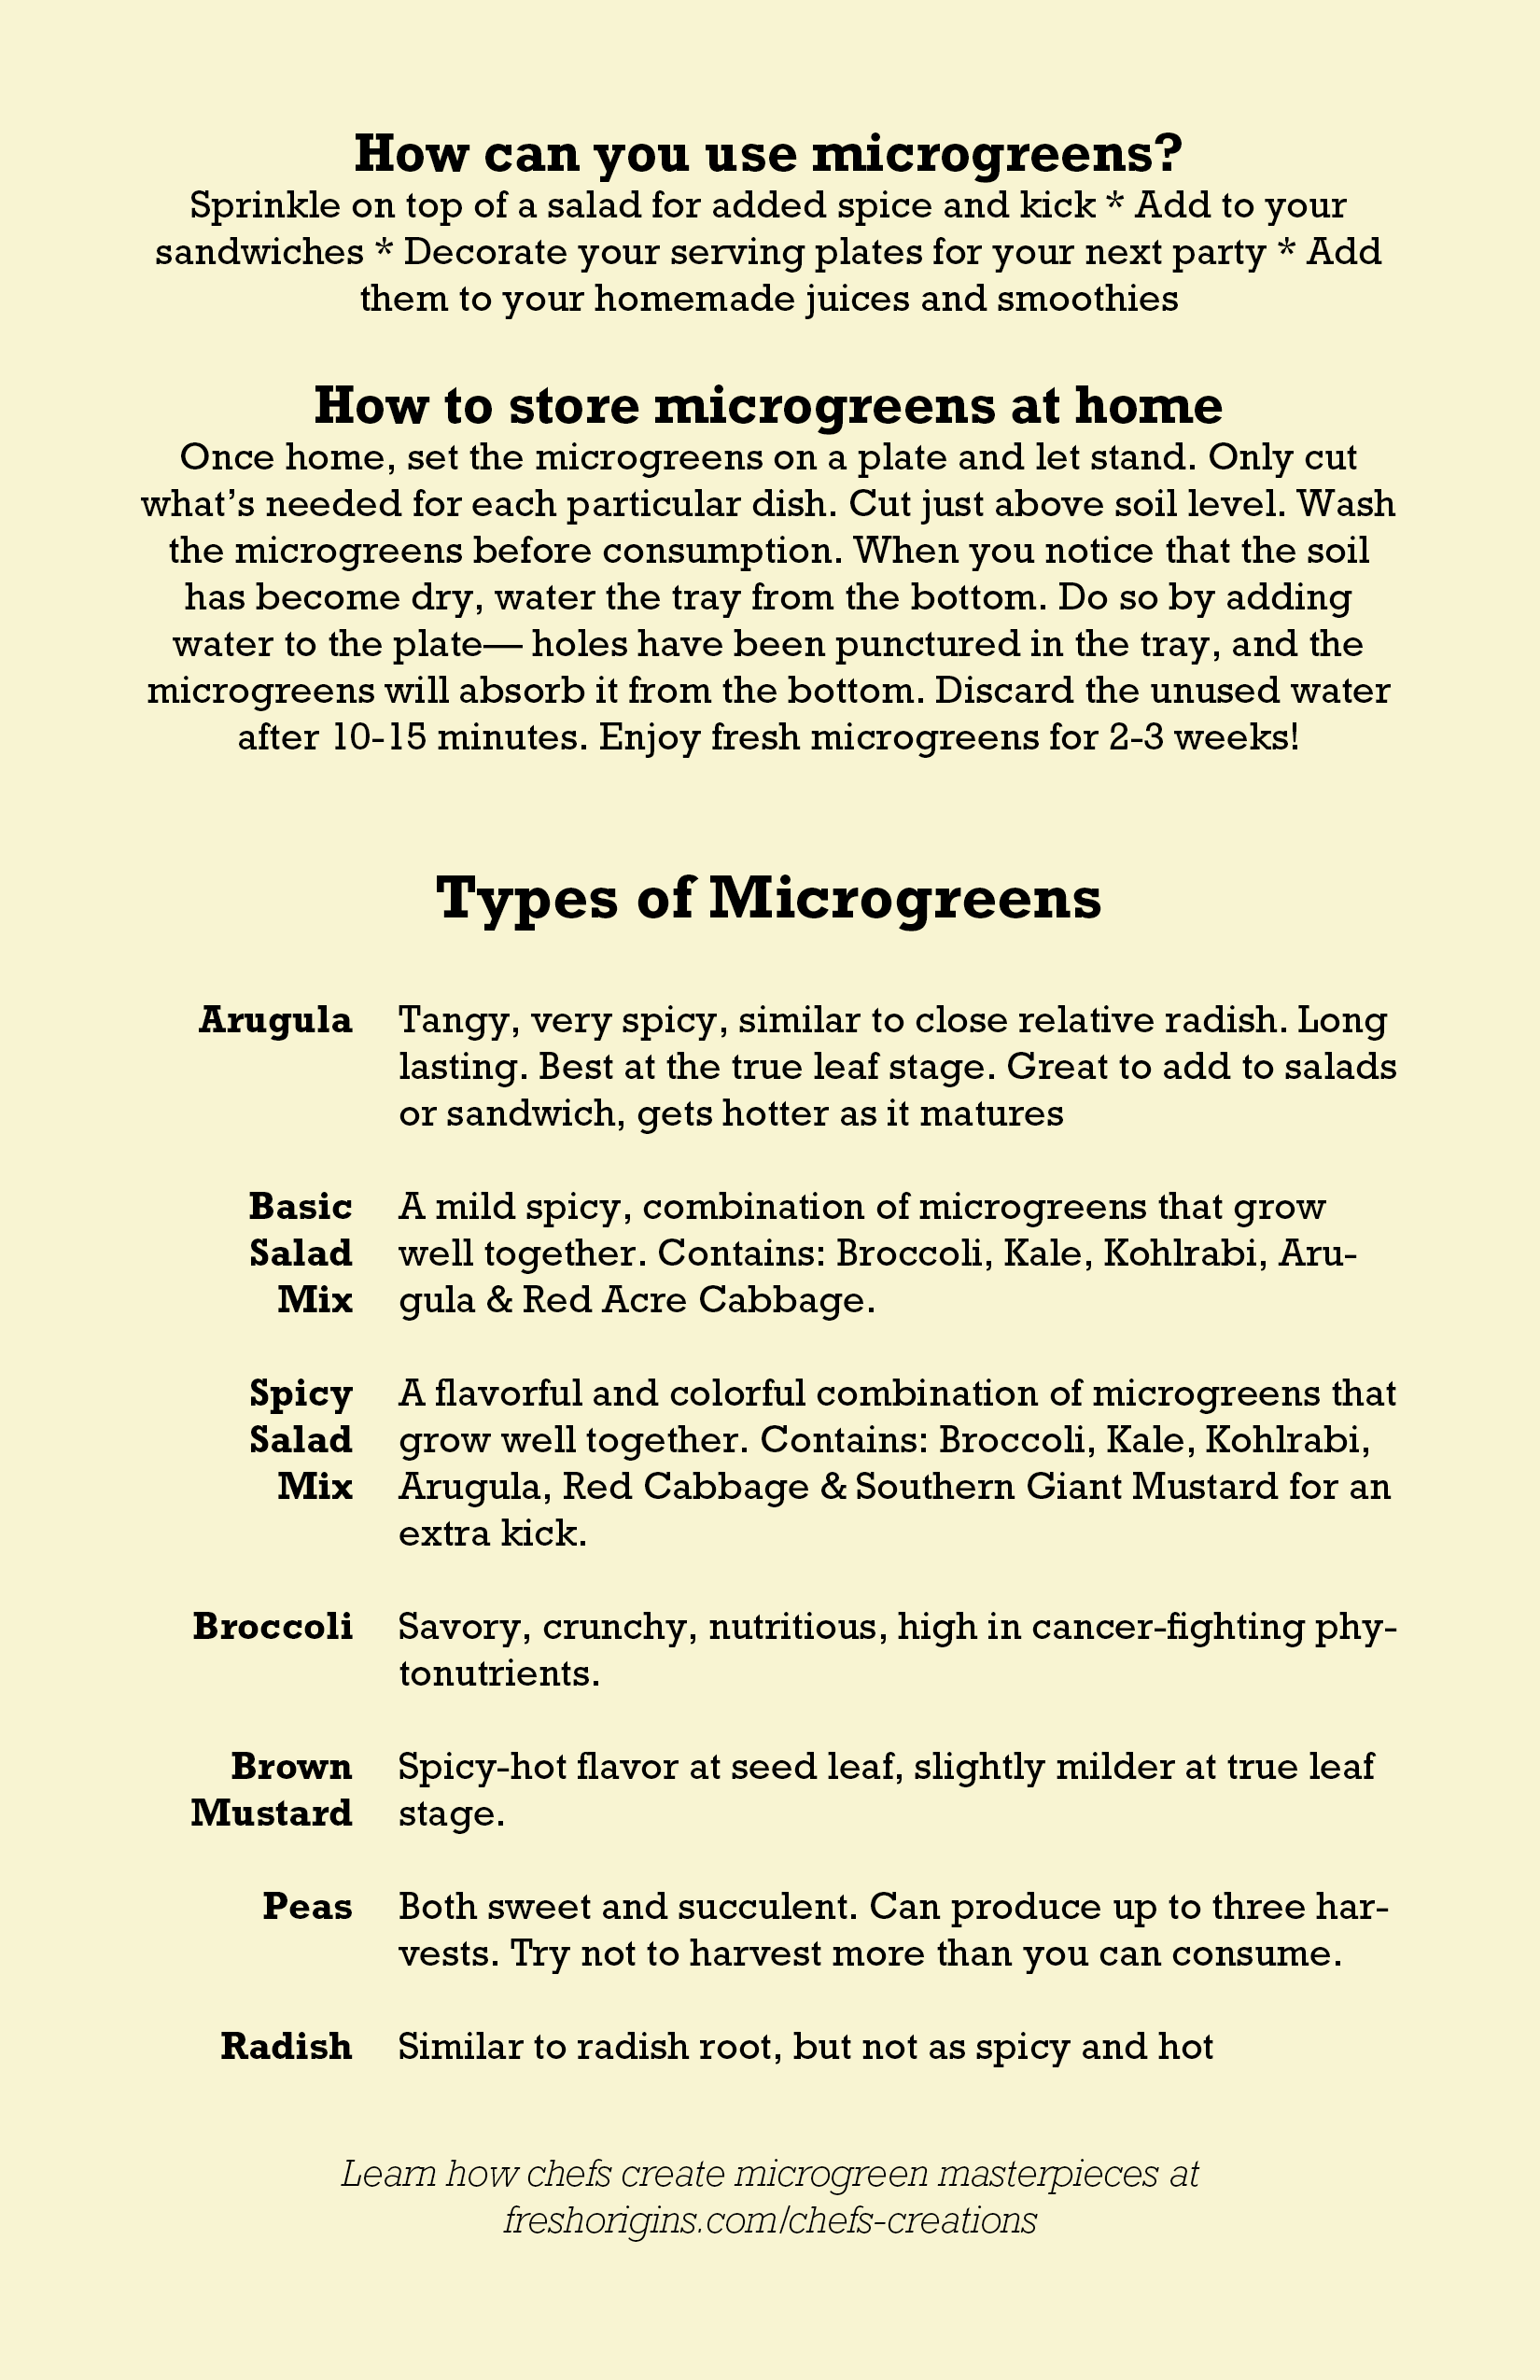 How can you use microgreens?
Sprinkle on top of a salad for added spice and kick * Add to your
sandwiches * Decorate your serving plates for your next party * Add
them to your homemade juices and smoothies
How to store microgreens at home
Once home, set the microgreens on a plate and let stand. Only cut
what’s needed for each particular dish. Cut just above soil level. Wash
the microgreens before consumption. When you notice that the soil
has become dry, water the tray from the bottom. Do so by adding
water to the plate— holes have been punctured in the tray, and the
microgreens will absorb it from the bottom. Discard the unused water
after 10-15 minutes. Enjoy fresh microgreens for 2-3 weeks!
Types of Microgreens
Arugula Tangy, very spicy, similar to close relative radish. Long
lasting. Best at the true leaf stage. Great to add to salads
or sandwich, gets hotter as it matures
Basic A mild spicy, combination of microgreens that grow
Salad well together. Contains: Broccoli, Kale, Kohlrabi, Aru-
Mix gula & Red Acre Cabbage.
Spicy A flavorful and colorful combination of microgreens that
Salad grow well together. Contains: Broccoli, Kale, Kohlrabi,
Mix Arugula, Red Cabbage & Southern Giant Mustard for an
extra kick.
Broccoli Savory, crunchy, nutritious, high in cancer-fighting phy-
tonutrients.
Brown Spicy-hot flavor at seed leaf, slightly milder at true leaf
Mustard stage.
Peas Both sweet and succulent. Can produce up to three har-
vests. Try not to harvest more than you can consume.
Radish Similar to radish root, but not as spicy and hot
Learn how chefs create microgreen masterpieces at
freshorigins.com/chefs-creations